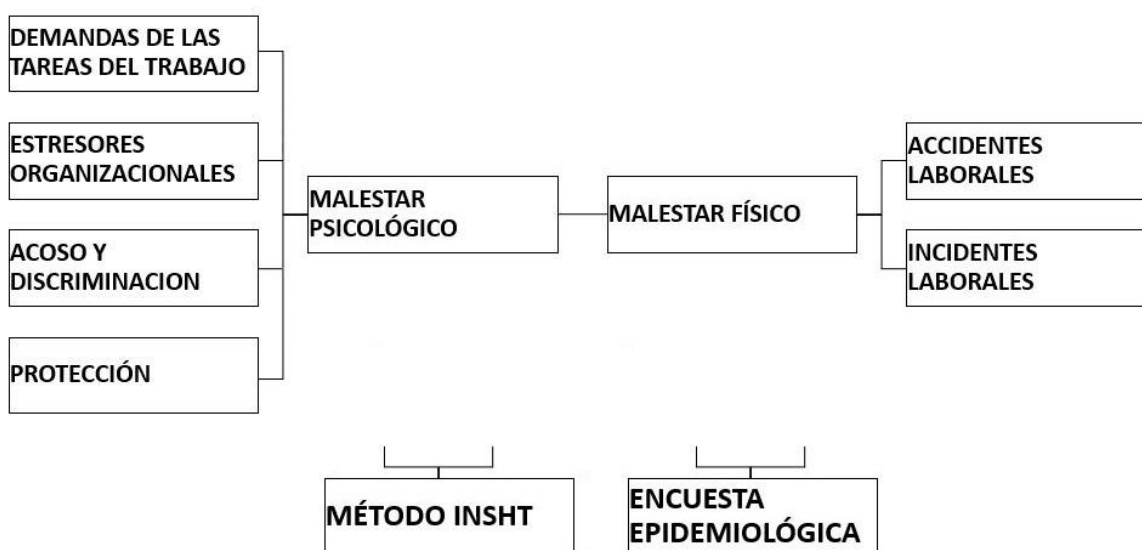 DEMANDAS DE LAS
TAREAS DEL TRABAJO
ESTRESORES
ORGANIZACIONALES
ACOSO Y
DISCRIMINACION
PROTECCIÓN
MALESTAR
PSICOLÓGICO
MALESTAR FÍSICO
ACCIDENTES
LABORALES
INCIDENTES
LABORALES
MÉTODO INSHT
ENCUESTA
EPIDEMIOLÓGICA